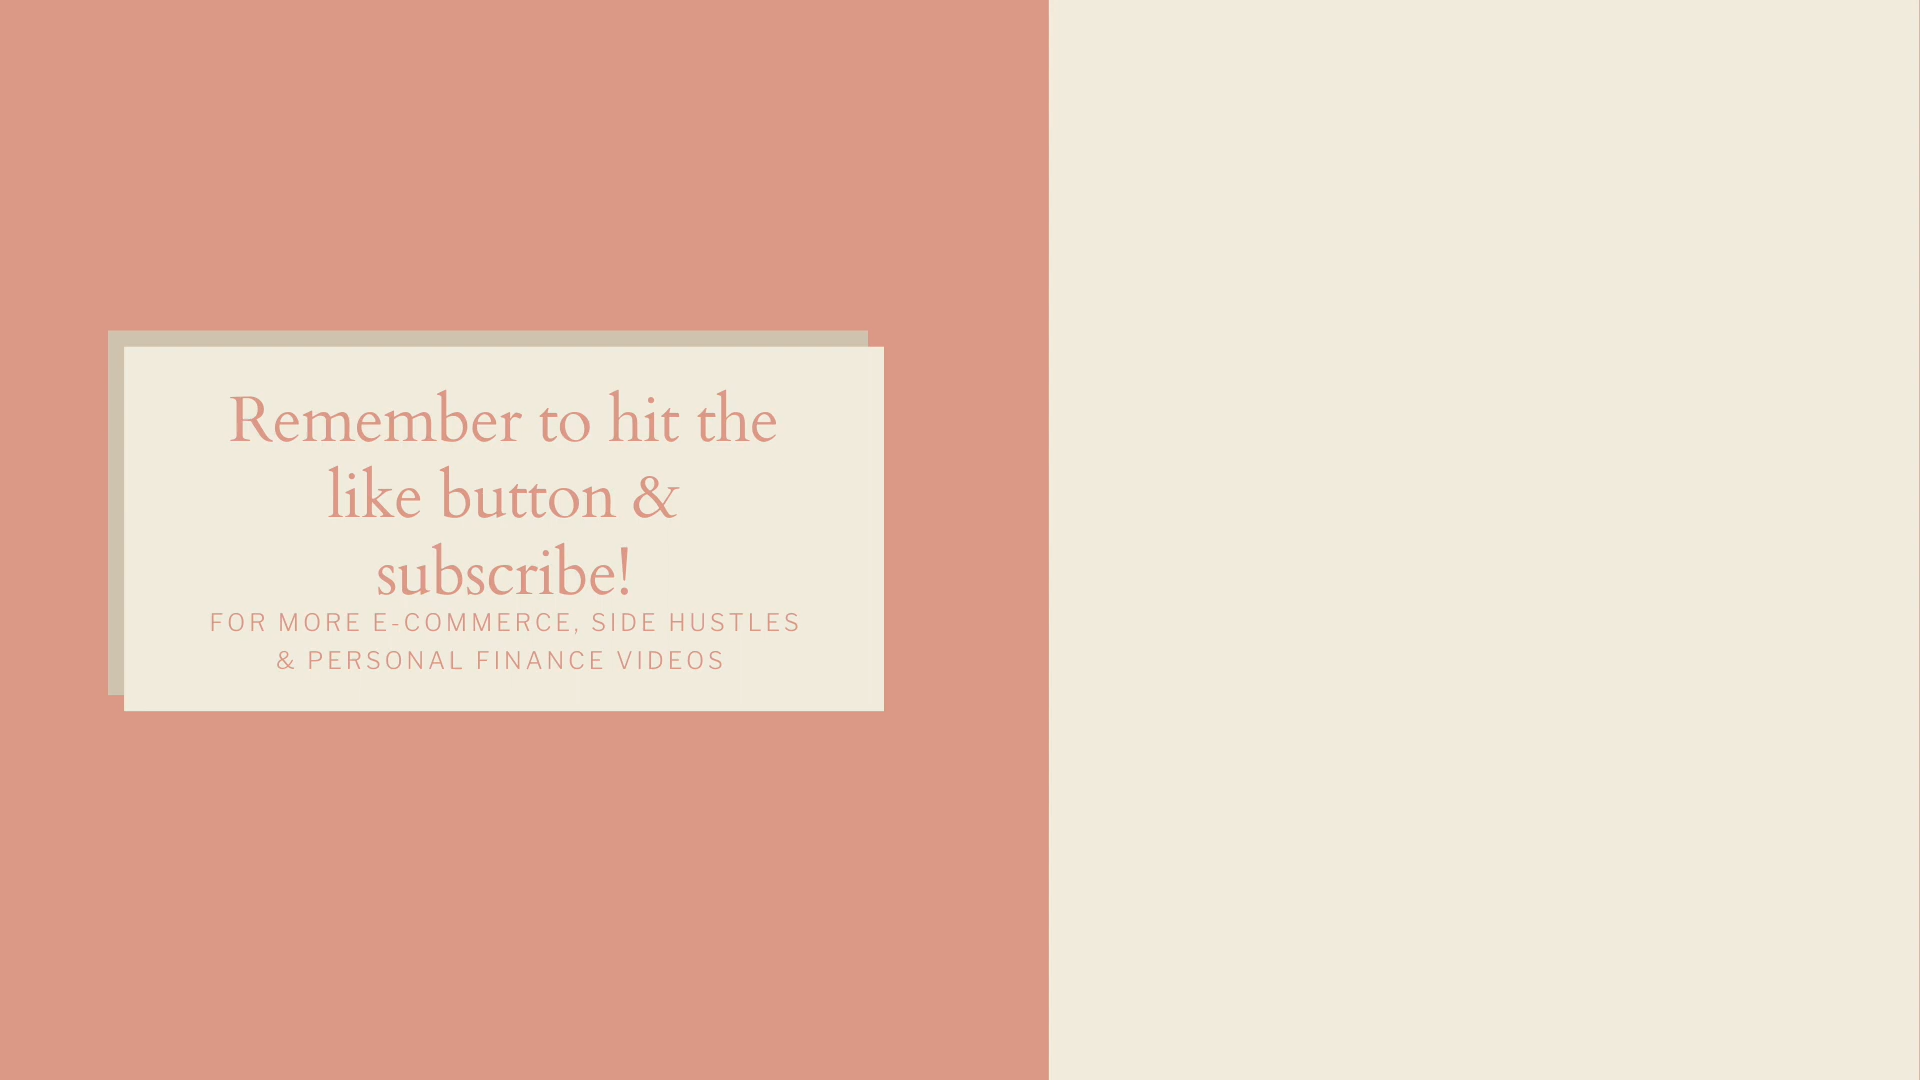 Remember to hit the
like button &
subscribe!
FOR MORE E-COMMERCE, SIDE HUSTLES
& PERSONAL FINANCE VIDEOS